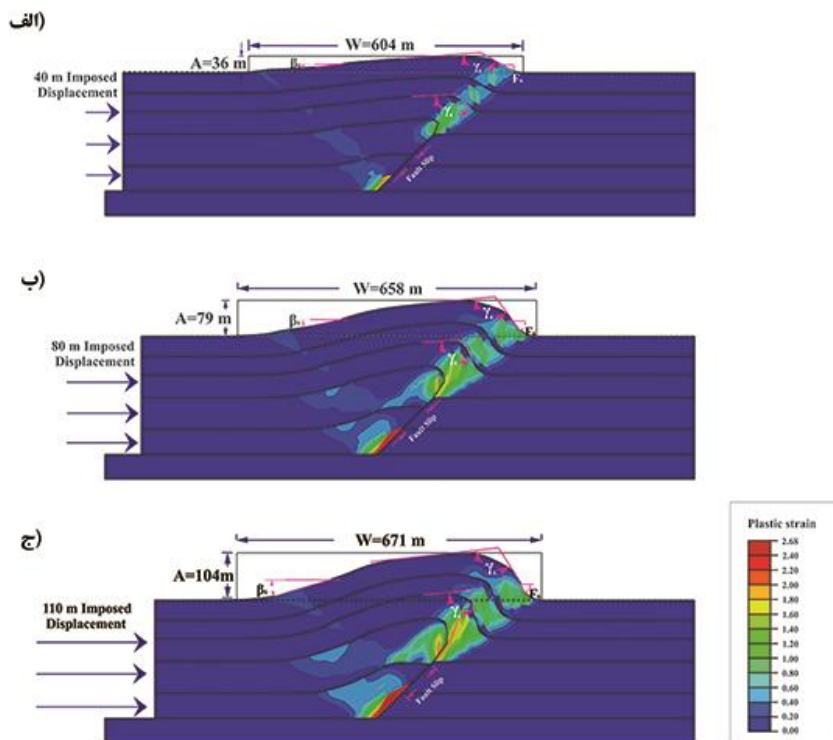 الف)
W=604 m
A=36 m
β
γ
F
40 m Imposed
Displacement
γ
Fault Slip
ب)
W=658 m
A=79 m
β
γ
F
80 m Imposed
Displacement
γ
Fault Slip
ج)
W=671 m
A=104m
β
γ
F
110 m Imposed
Displacement
γ
Fault Slip
Plastic strain
2.68
2.40
2.20
2.00
1.80
1.60
1.40
1.20
1.00
0.80
0.60
0.40
0.20
0.00